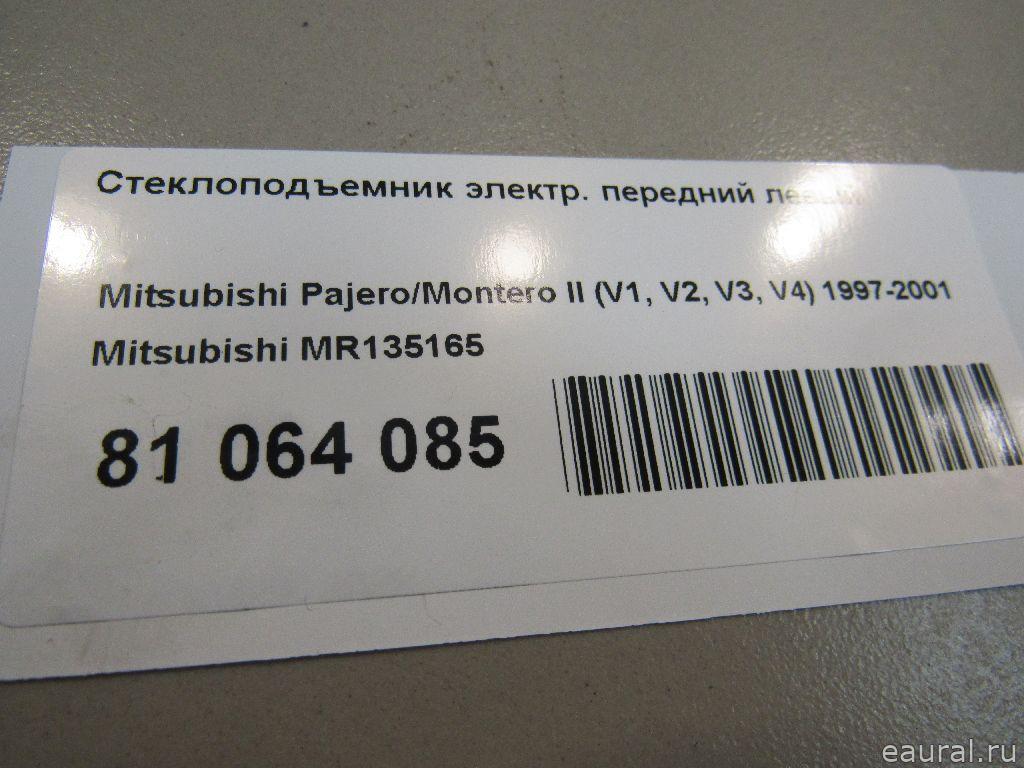 Стеклоподъемник электр. передний левый
Mitsubishi Pajero/Montero II (V1, V2, V3, V4) 1997-2001
Mitsubishi MR135165
81 064 085
eaural.ru